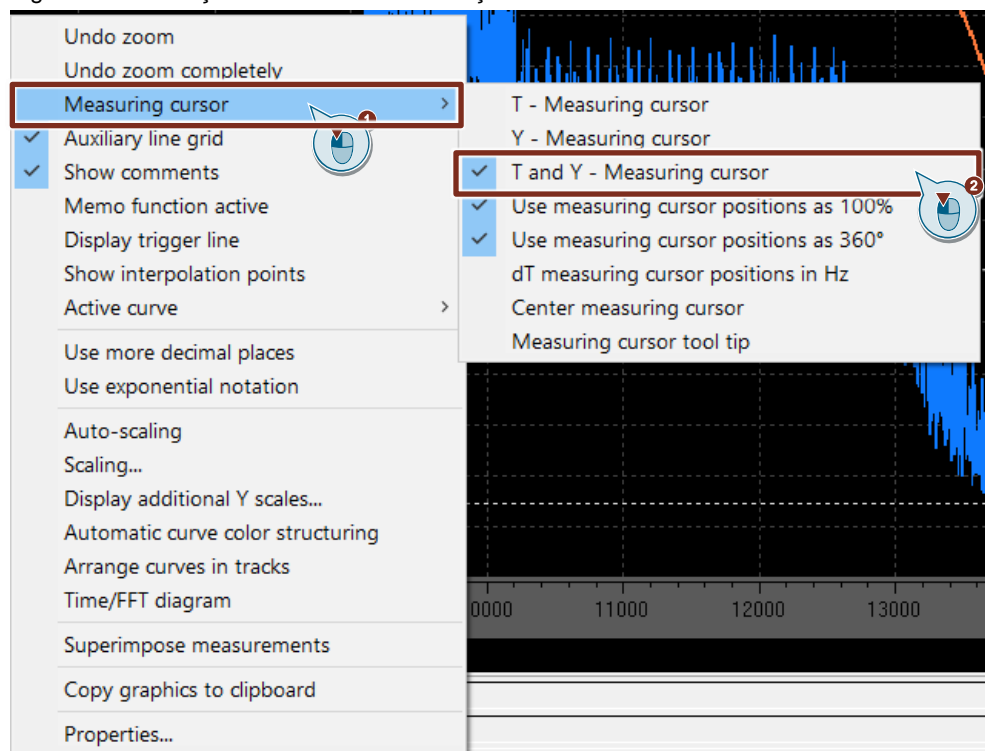 Undo zoom
Undo zoom completely
Measuring cursor
1
Auxiliary line grid
Show comments
Memo function active
Display trigger line
Show interpolation points
Active curve
Use more decimal places
Use exponential notation
Auto-scaling
Scaling...
Display additional Y scales...
Automatic curve color structuring
Arrange curves in tracks
Time/FFT diagram
Superimpose measurements
Copy graphics to clipboard
Properties...
T - Measuring cursor
Y - Measuring cursor
T and Y - Measuring cursor
2
Use measuring cursor positions as 100%
Use measuring cursor positions as 360°
dT measuring cursor positions in Hz
Center measuring cursor
Measuring cursor tool tip
0000 11000 12000 13000